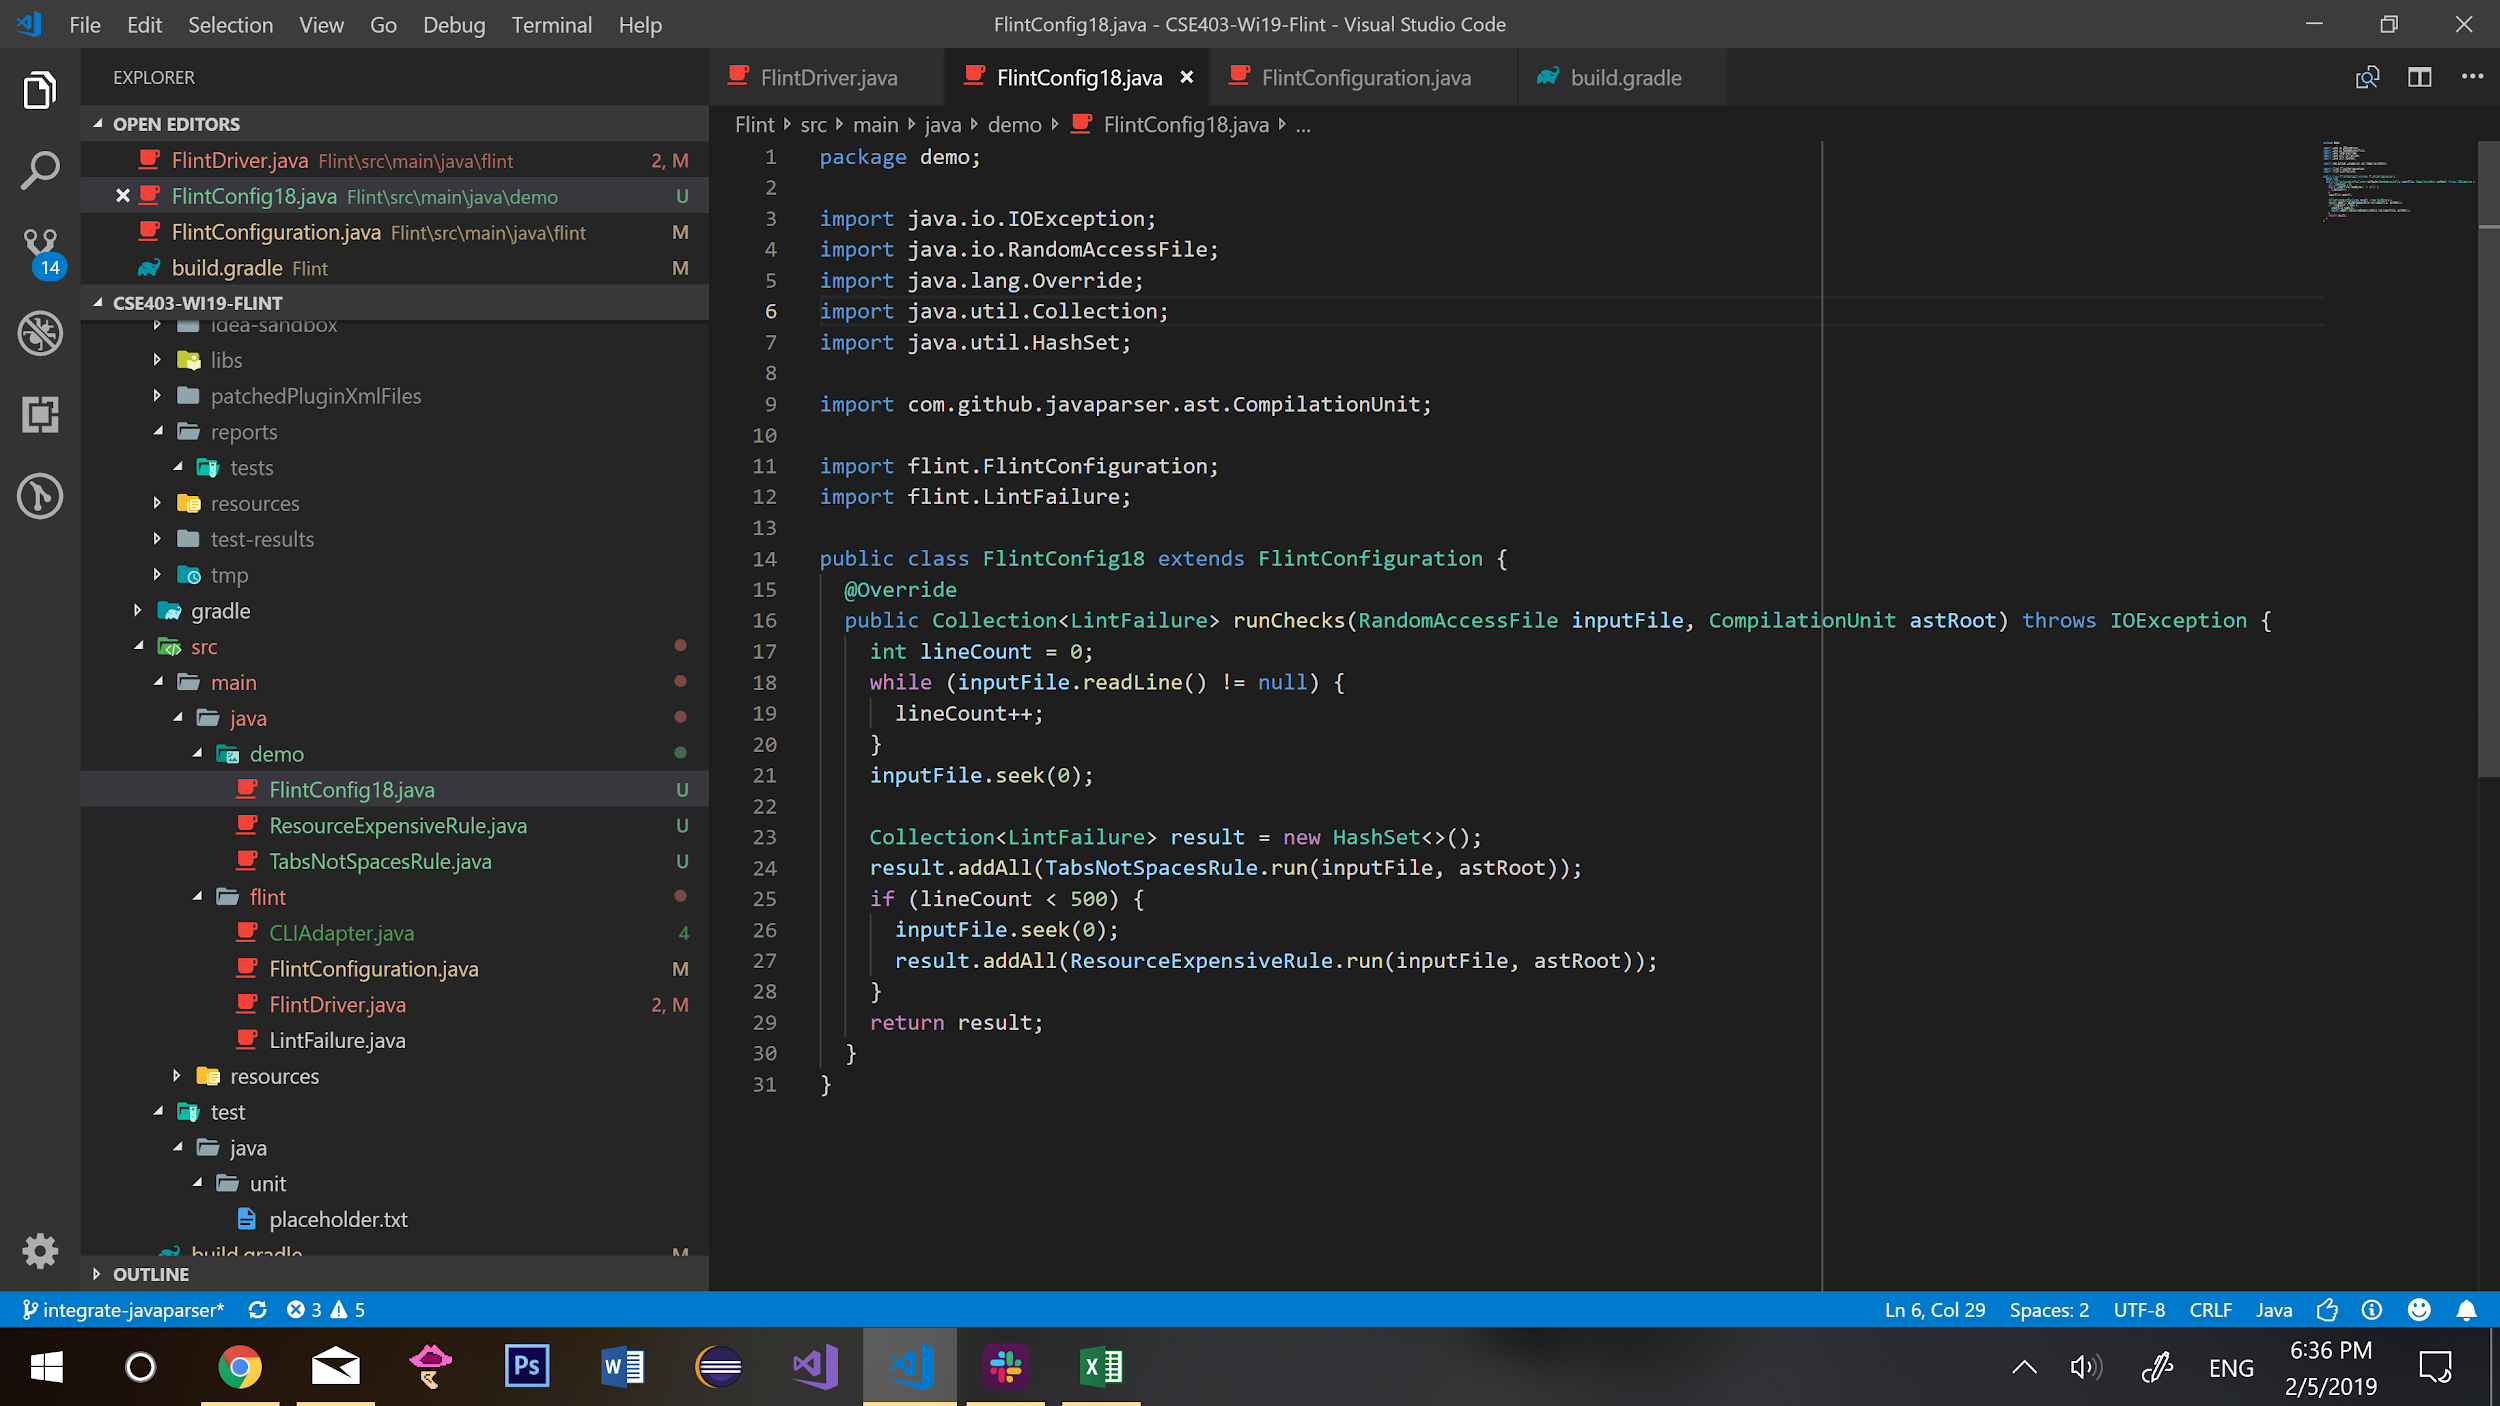 File Edit Selection View Go Debug Terminal Help
FlintConfig18.java - CSE403-Wi19-Flint - Visual Studio Code
EXPLORER
OPEN EDITORS
FlintDriver.java Flint\src\main\java\flint 2, M
FlintConfig18.java Flint\src\main\java\demo U
FlintConfiguration.java Flint\src\main\java\flint M
build.gradle Flint M
14
CSE403-WI19-FLINT
idea-sandbox
libs
patchedPluginXmlFiles
reports
tests
resources
test-results
tmp
gradle
src
main
java
demo
FlintConfig18.java U
ResourceExpensiveRule.java U
TabsNotSpacesRule.java U
flint
CLIAdapter.java 4
FlintConfiguration.java M
FlintDriver.java 2, M
LintFailure.java
resources
test
java
unit
placeholder.txt
build.gradle M
OUTLINE
FlintDriver.java FlintConfig18.java FlintConfiguration.java build.gradle
Flint src main java demo FlintConfig18.java ...
1 package demo;
2
3 import java.io.IOException;
4 import java.io.RandomAccessFile;
5 import java.lang.Override;
6 import java.util.Collection;
7 import java.util.HashSet;
8
9 import com.github.javaparser.ast.CompilationUnit;
10
11 import flint.FlintConfiguration;
12 import flint.LintFailure;
13
14 public class FlintConfig18 extends FlintConfiguration {
15 @Override
16 public Collection<LintFailure> runChecks(RandomAccessFile inputFile, CompilationUnit astRoot) throws IOException {
17 int lineCount = 0;
18 while (inputFile.readLine() != null) {
19 lineCount++;
20 }
21 inputFile.seek(0);
22
23 Collection<LintFailure> result = new HashSet<>();
24 result.addAll(TabsNotSpacesRule.run(inputFile, astRoot));
25 if (lineCount < 500) {
26 inputFile.seek(0);
27 result.addAll(ResourceExpensiveRule.run(inputFile, astRoot));
28 }
29 return result;
30 }
31 }
integrate-javaparser* 3 5
Ln 6, Col 29 Spaces: 2 UTF-8 CRLF Java
Ps
W
X
ENG
6:36 PM
2/5/2019